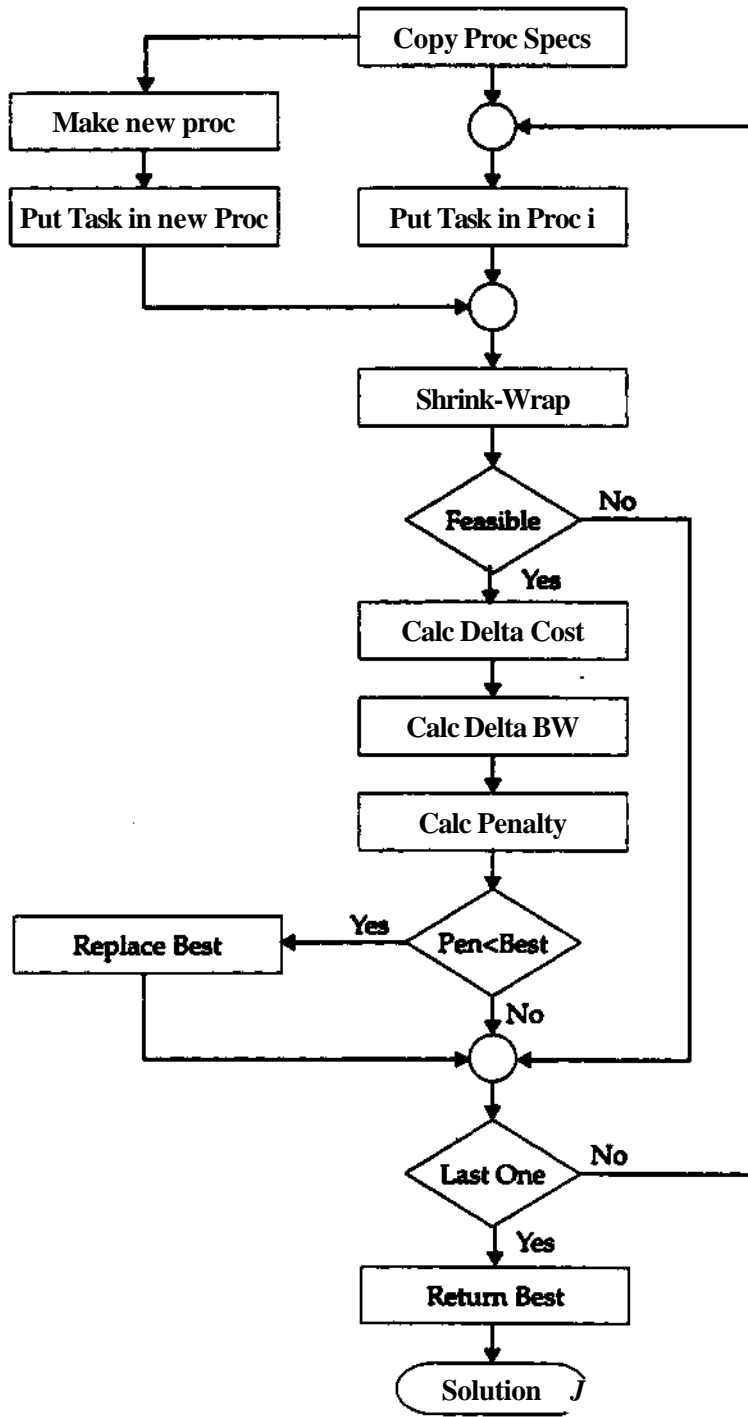 Copy Proc Specs
Make new proc
Put Task in new Proc
Put Task in Proc i
Shrink-Wrap
Feasible
No
Yes
Calc Delta Cost
Calc Delta BW
Calc Penalty
Yes
Replace Best
Pen<Best
No
Last One
No
Yes
Return Best
Solution J